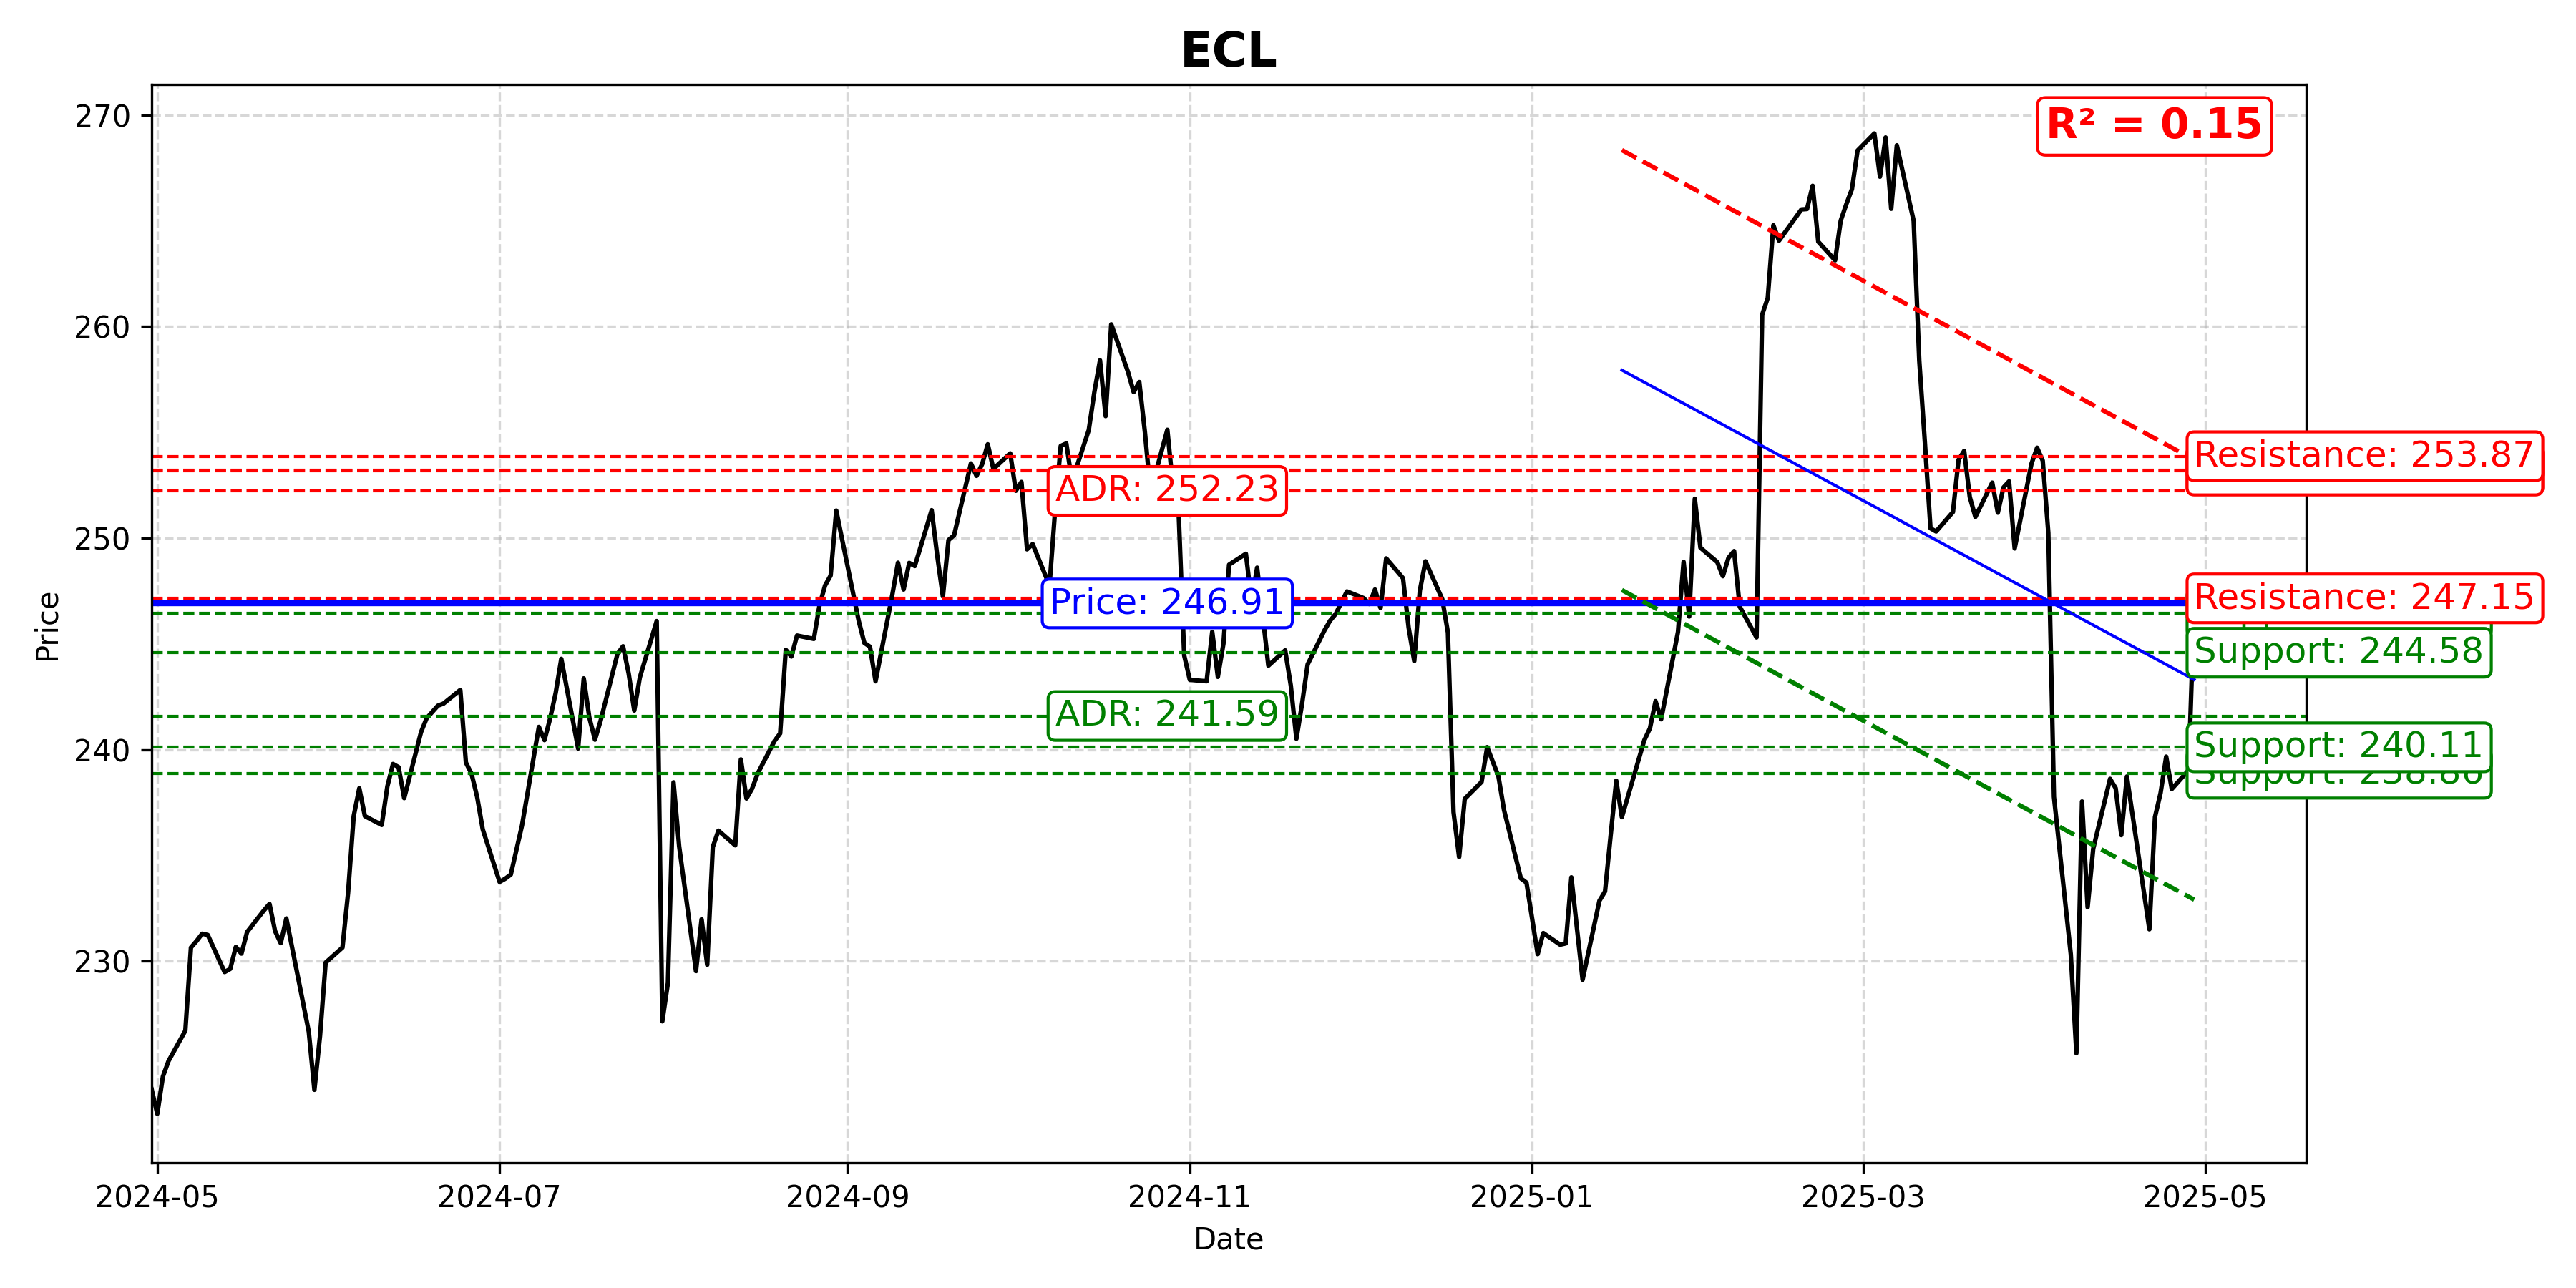 ECL
R² = 0.15
270
260
250
240
230
Price
Resistance: 253.87
ADR: 252.23
Resistance: 247.15
Price: 246.91
Support: 244.58
ADR: 241.59
Support: 240.11
Support:
2024-05
2024-07
2024-09
2024-11
2025-01
2025-03
2025-05
Date